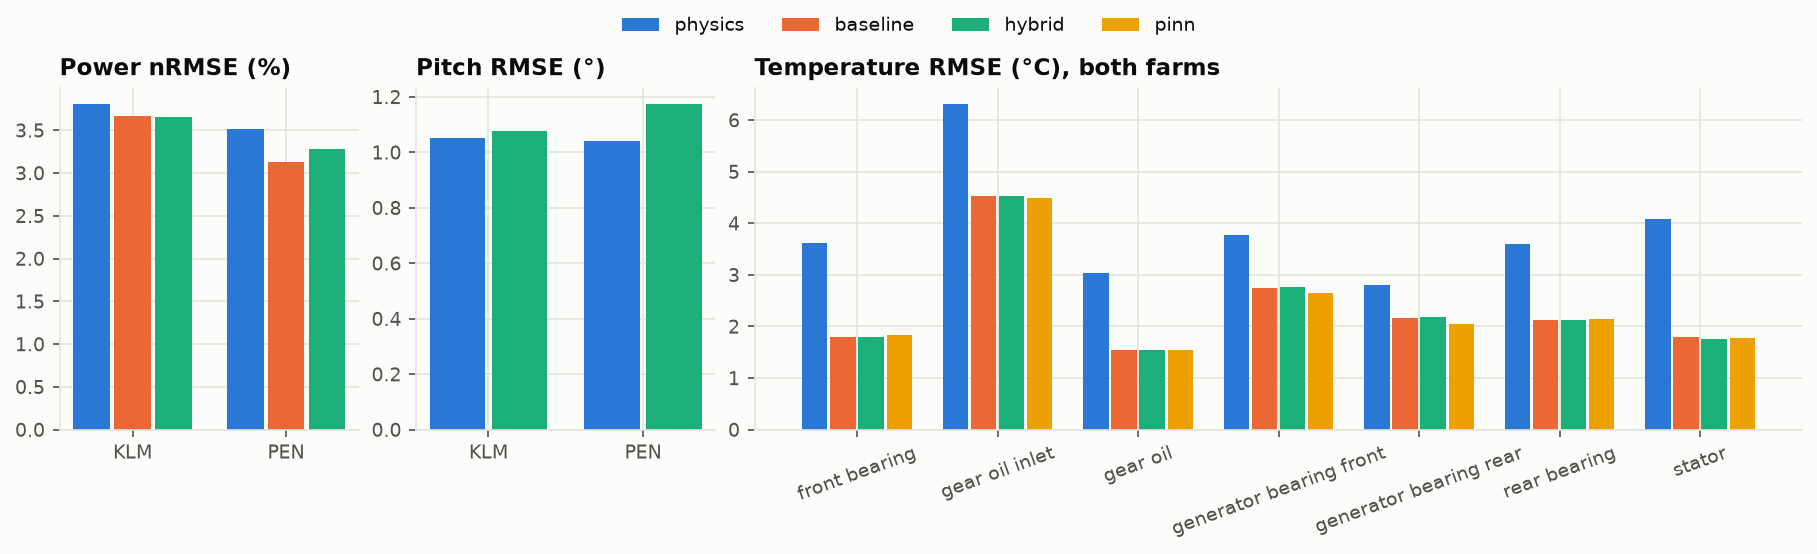 physics baseline hybrid pinn
Power nRMSE (%)
3.5
3.0
2.5
2.0
1.5
1.0
0.5
0.0
KLM PEN
Pitch RMSE (°)
1.2
1.0
0.8
0.6
0.4
0.2
0.0
KLM PEN
Temperature RMSE (°C), both farms
6
5
4
3
2
1
0
front bearing
gear oil inlet
gear oil
generator bearing front
generator bearing rear
rear bearing
stator